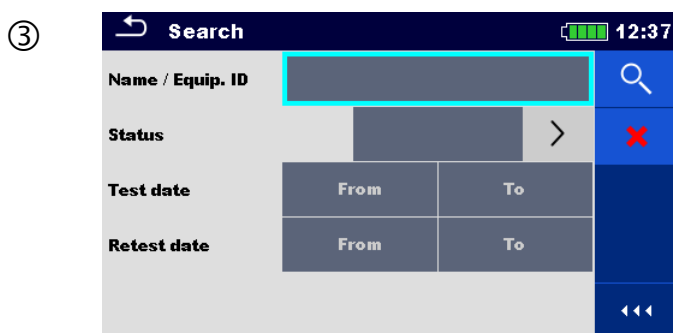 ③
Search 12:37
Name / Equip. ID
Status
Test date From To
Retest date From To